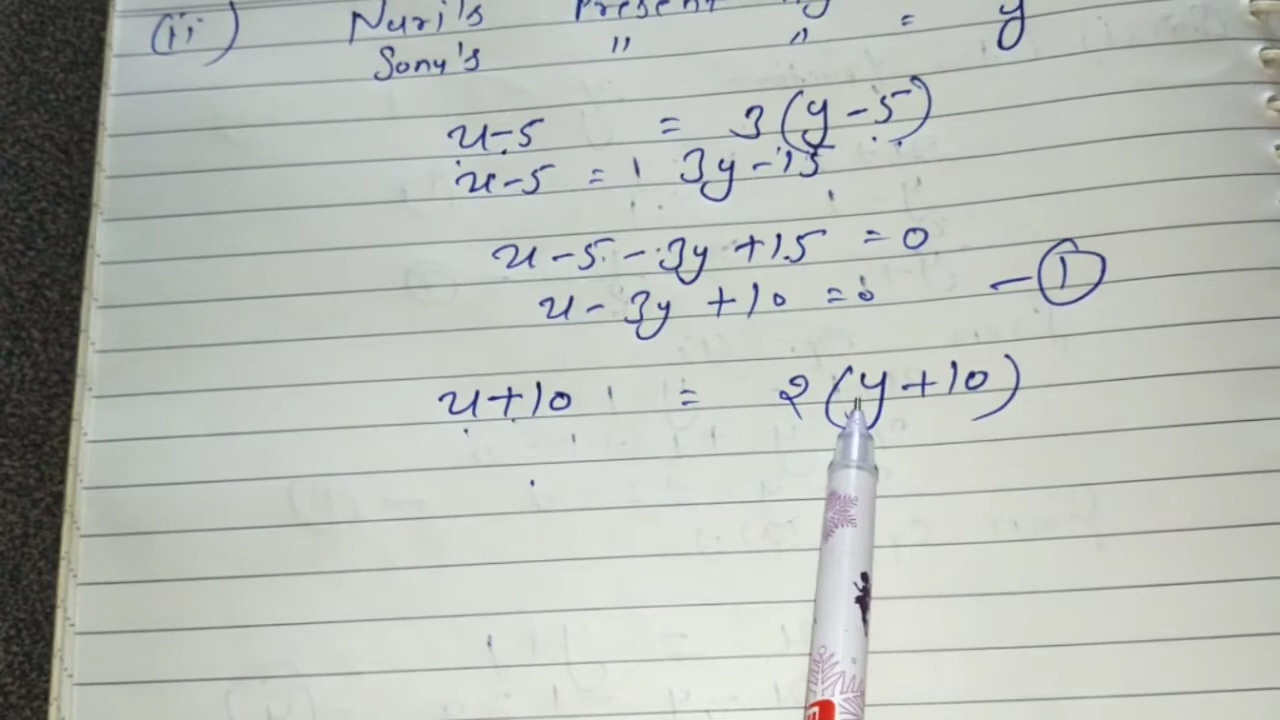 (ii) Nuri's Present = y
Sony's " "
x-5 = 3(y-5)
x-5 = 3y-15
x-5-3y+15 = 0
x-3y+10 = 0 - ①
x+10 = 2(y+10)